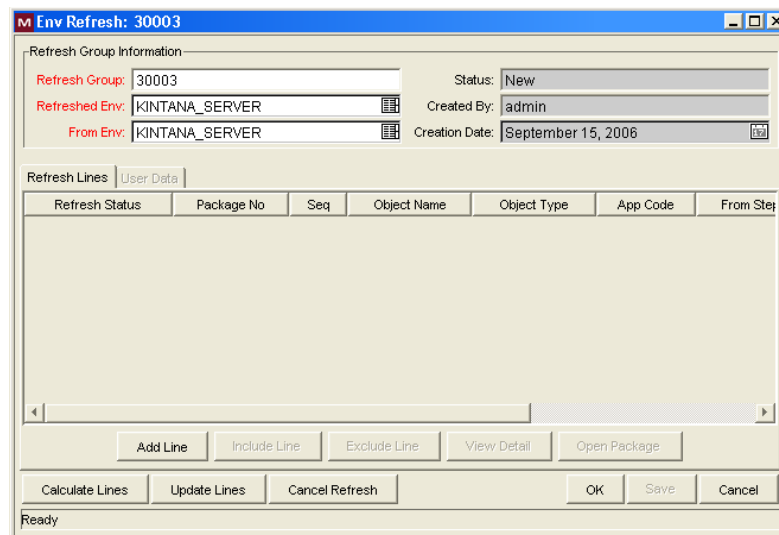 M Env Refresh: 30003
Refresh Group Information
Refresh Group: 30003
Status: New
Refreshed Env: KINTANA_SERVER
Created By: admin
From Env: KINTANA_SERVER
Creation Date: September 15, 2006
Refresh Lines User Data
Refresh Status Package No Seq Object Name Object Type App Code From Step
Add Line Include Line Exclude Line View Detail Open Package
Calculate Lines Update Lines Cancel Refresh OK Save Cancel
Ready